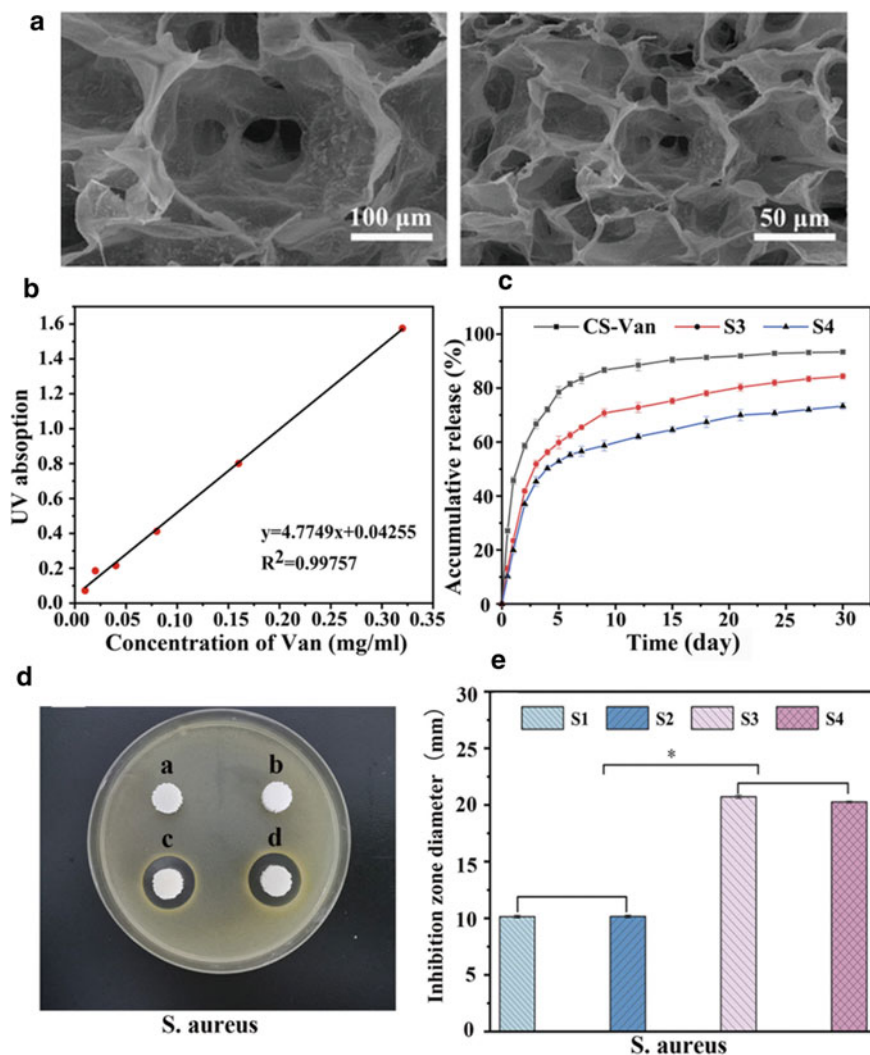 a
100 μm
50 μm
b
1.6
1.4
1.2
1.0
0.8
0.6
0.4
0.2
0.0
UV absoption
y=4.7749x+0.04255
R²=0.99757
0.00 0.05 0.10 0.15 0.20 0.25 0.30 0.35
Concentration of Van (mg/ml)
c
CS-Van S3 S4
100
80
60
40
20
0
Accumulative release (%)
0 5 10 15 20 25 30
Time (day)
d
a b
c d
S. aureus
e
30
25
20
15
10
5
0
Inhibition zone diameter (mm)
S1 S2 S3 S4
*
S. aureus